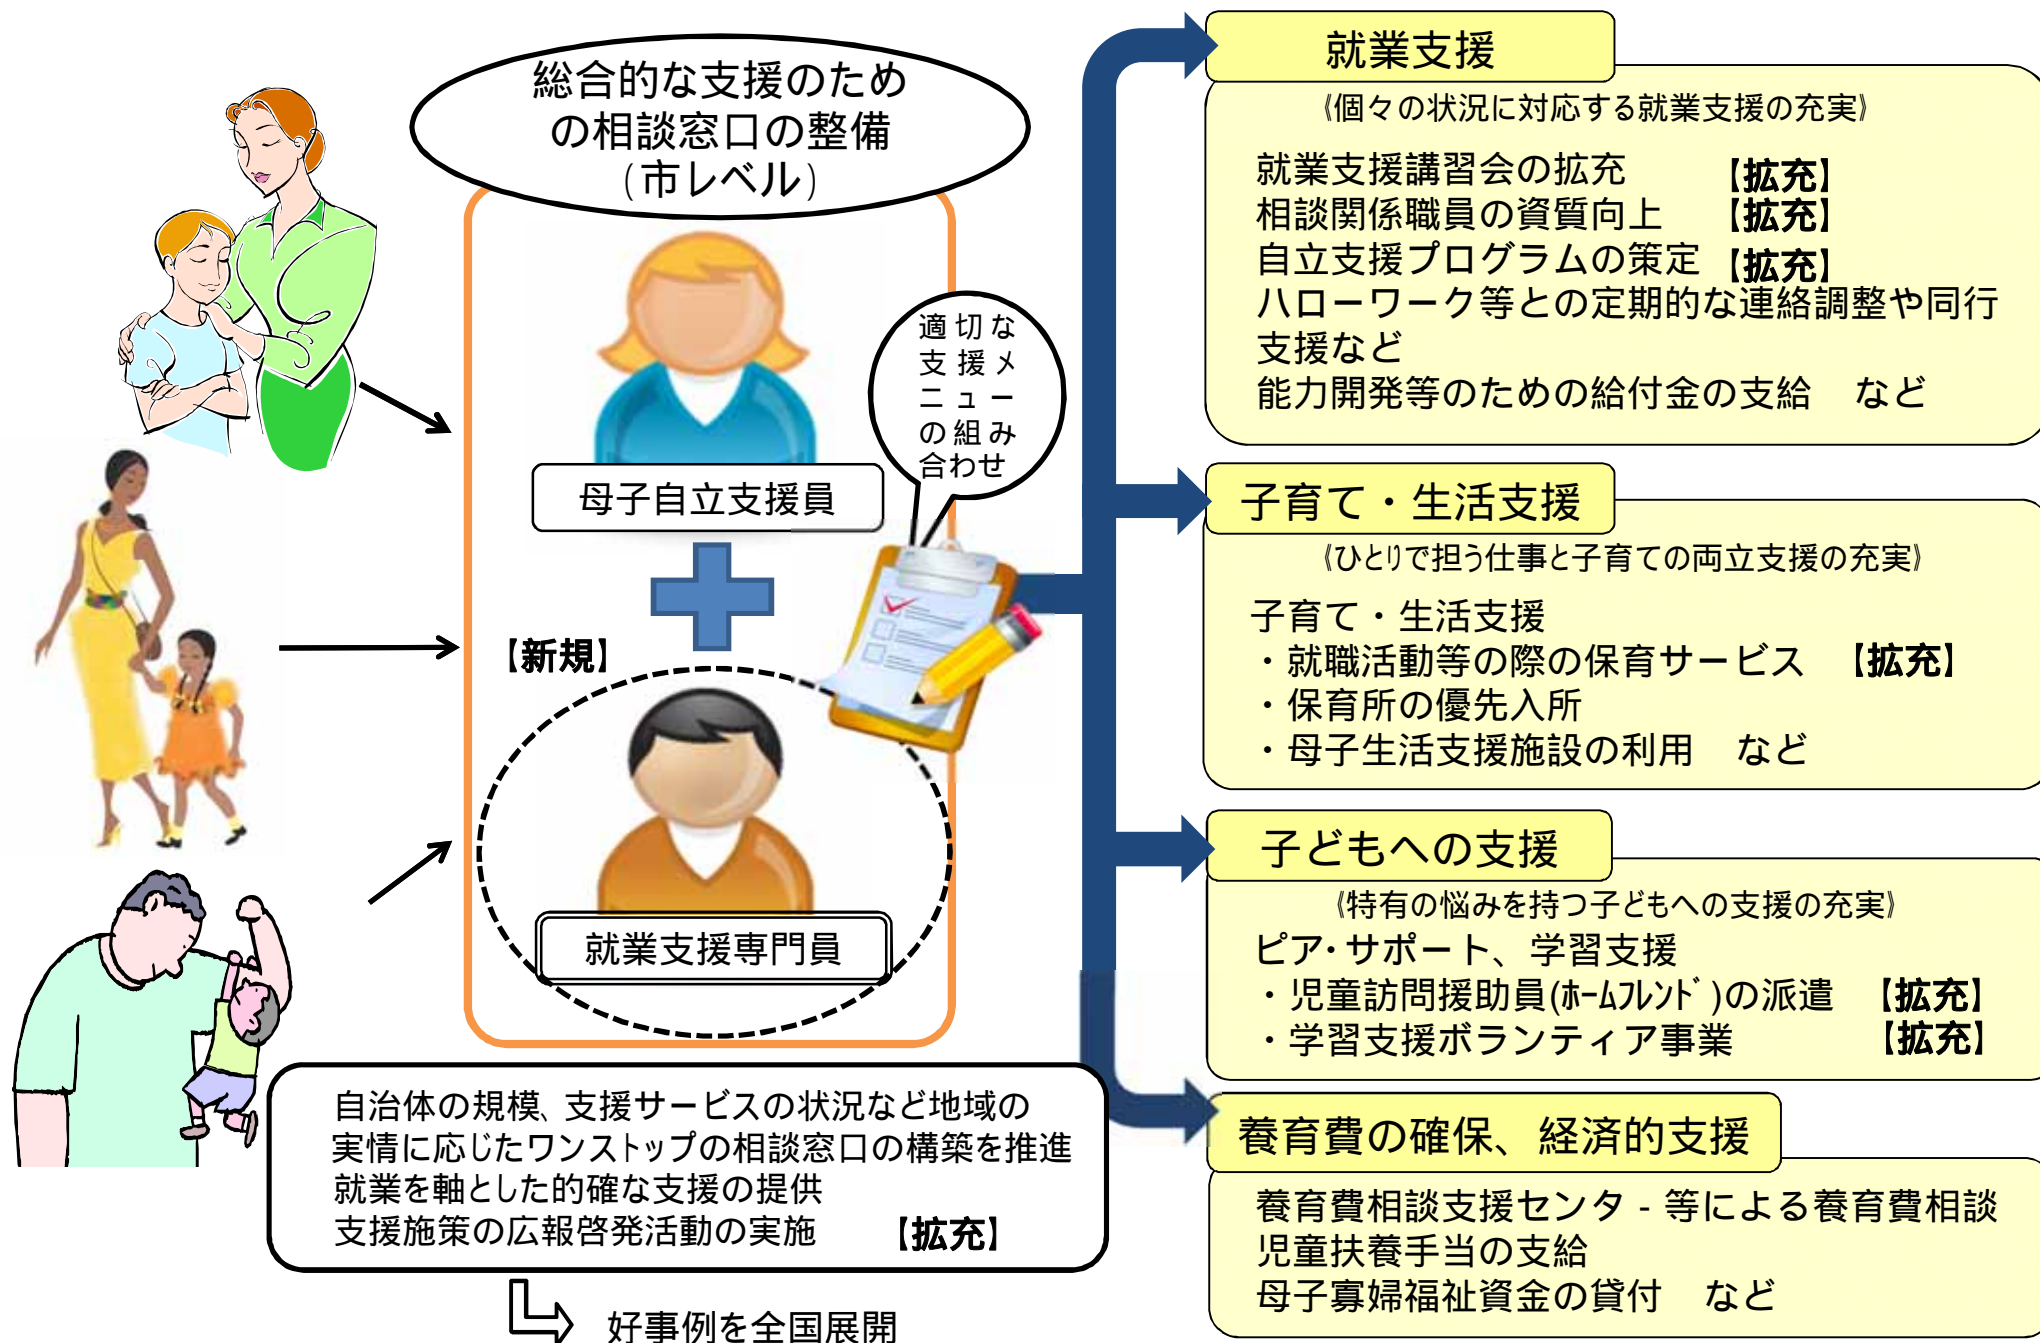 総合的な支援のため
の相談窓口の整備
(市レベル)
適切な
支援メ
ニュー
の組み
合わせ
母子自立支援員
【新規】
就業支援専門員
自治体の規模、支援サービスの状況など地域の
実情に応じたワンストップの相談窓口の構築を推進
就業を軸とした的確な支援の提供
支援施策の広報啓発活動の実施 【拡充】
好事例を全国展開
就業支援
《個々の状況に対応する就業支援の充実》
就業支援講習会の拡充 【拡充】
相談関係職員の資質向上 【拡充】
自立支援プログラムの策定 【拡充】
ハローワーク等との定期的な連絡調整や同行
支援など
能力開発等のための給付金の支給 など
子育て・生活支援
《ひとりで担う仕事と子育ての両立支援の充実》
子育て・生活支援
・就職活動等の際の保育サービス 【拡充】
・保育所の優先入所
・母子生活支援施設の利用 など
子どもへの支援
《特有の悩みを持つ子どもへの支援の充実》
ピア・サポート、学習支援
・児童訪問援助員(ﾎｰﾑﾌﾚﾝﾄﾞ)の派遣 【拡充】
・学習支援ボランティア事業 【拡充】
養育費の確保、経済的支援
養育費相談支援センタ‐等による養育費相談
児童扶養手当の支給
母子寡婦福祉資金の貸付 など